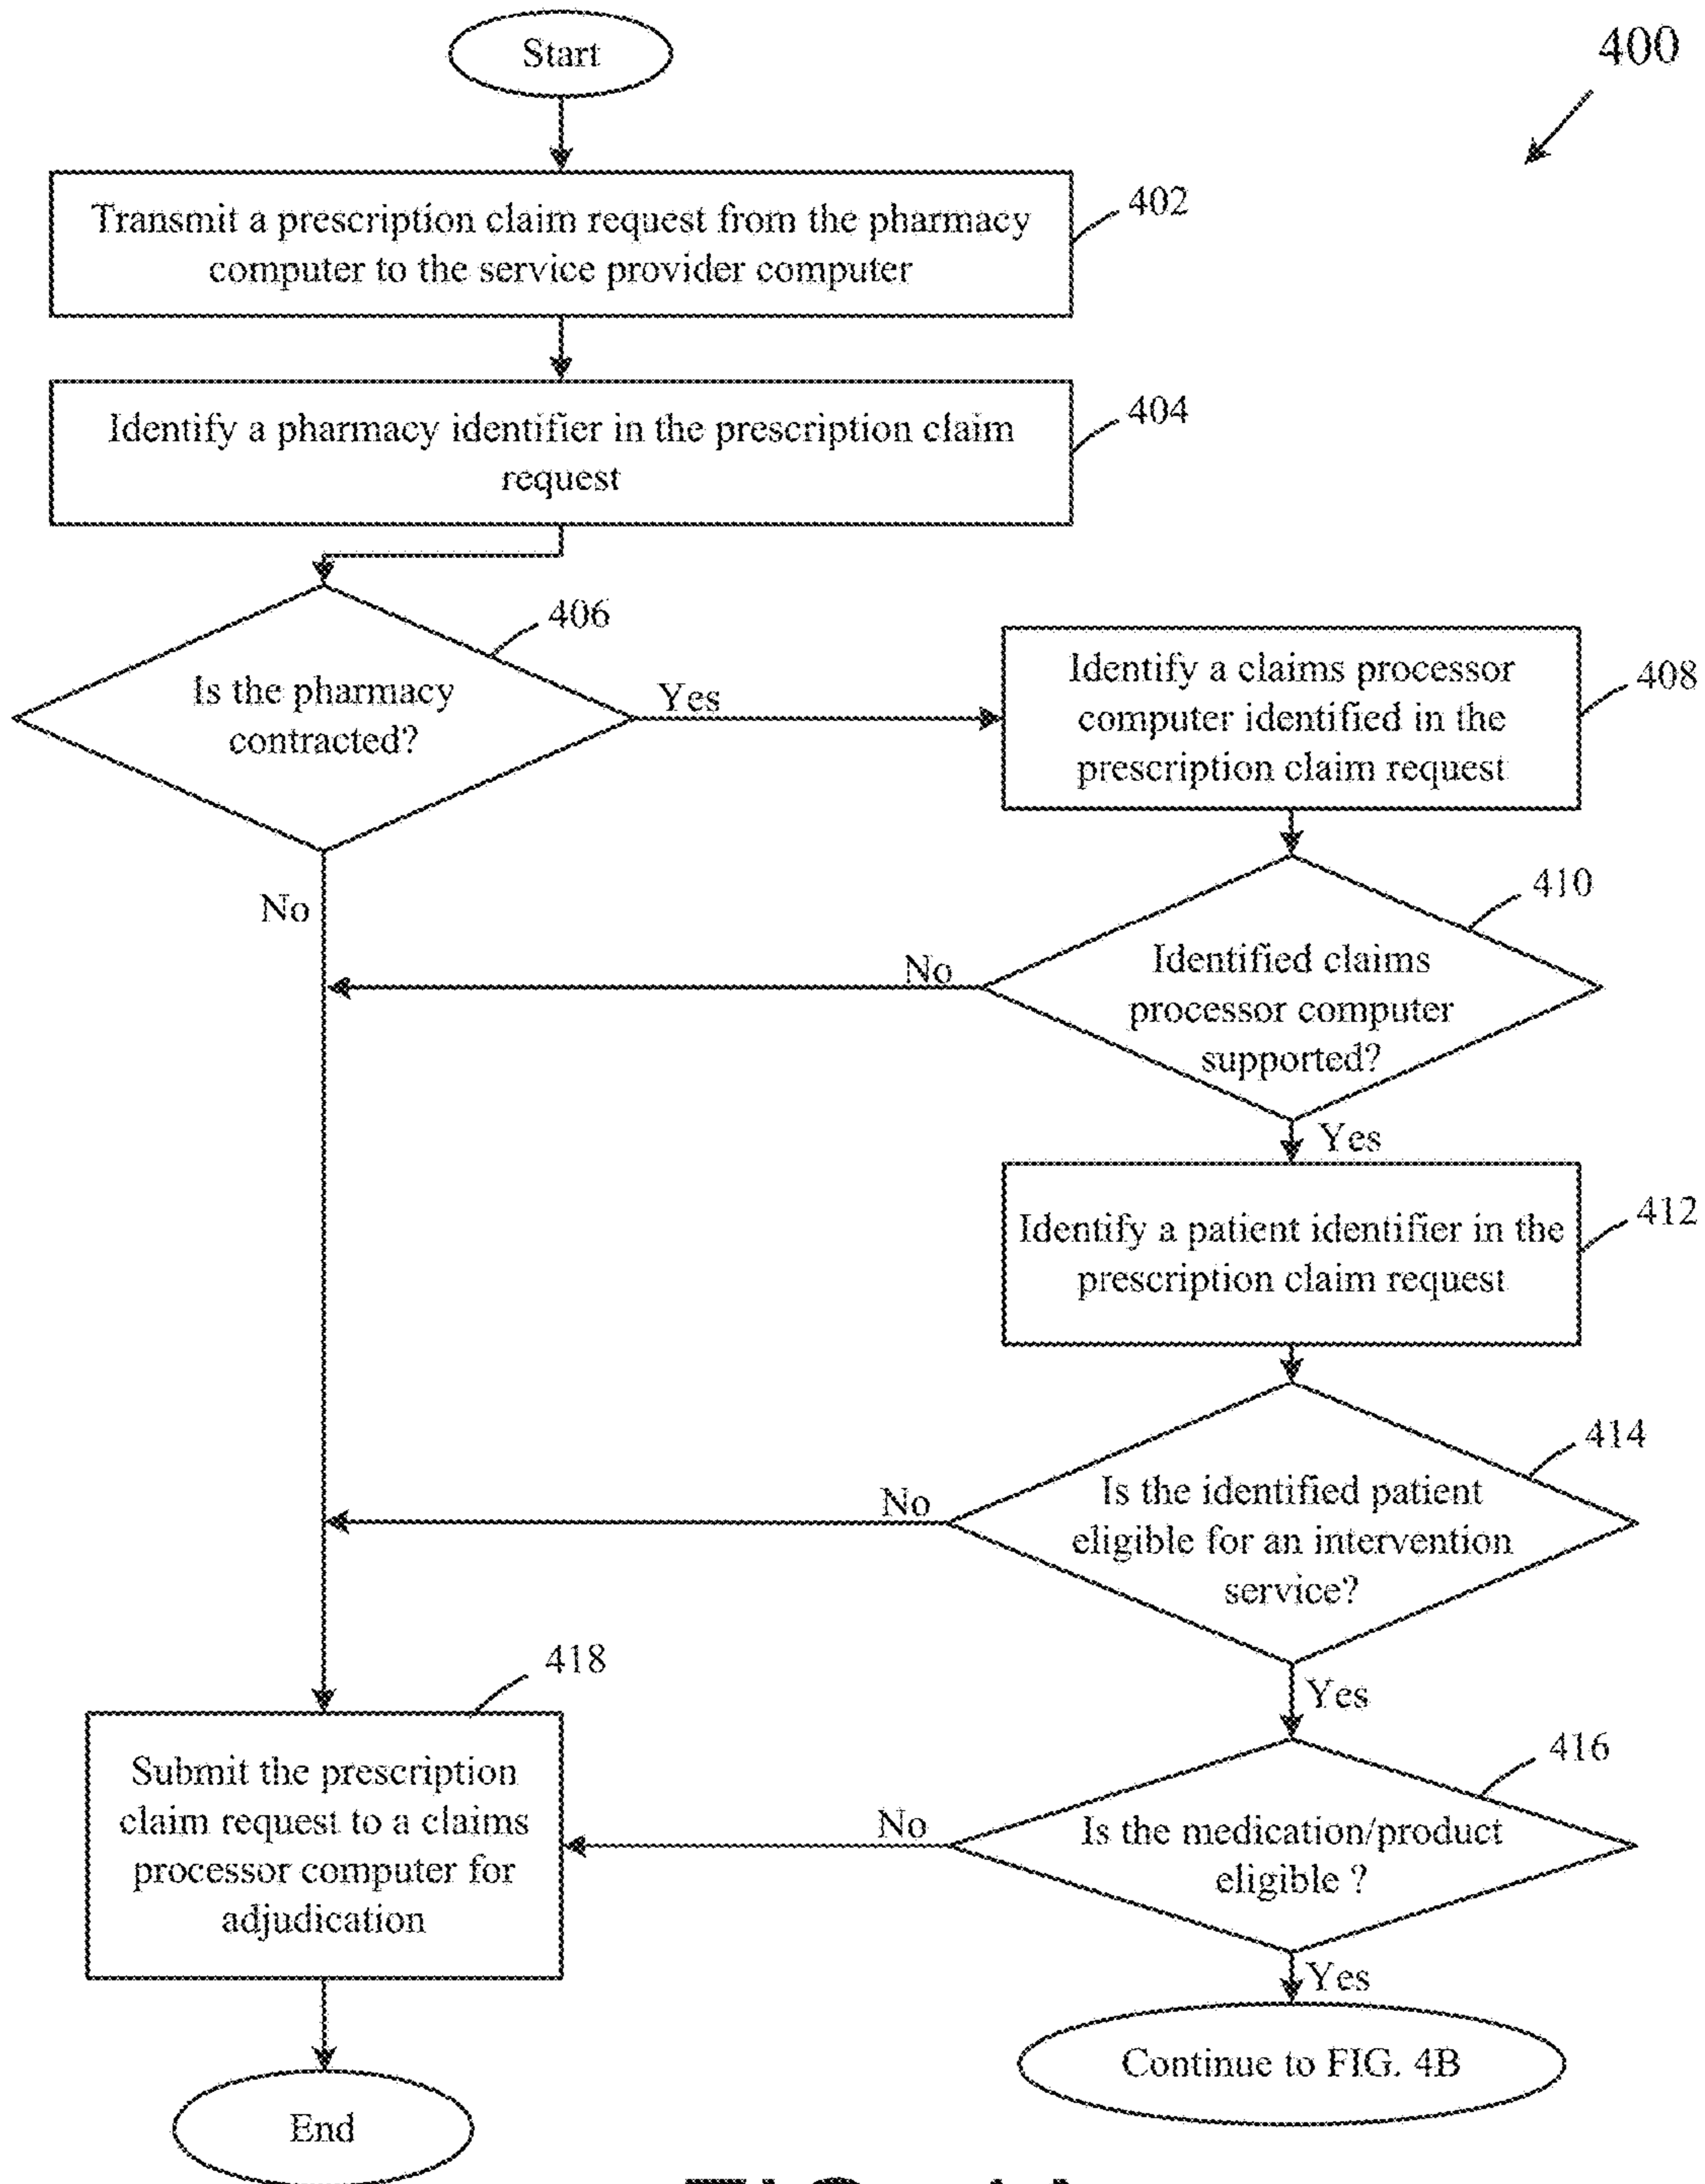 Start
400
Transmit a prescription claim request from the pharmacy
computer to the service provider computer
402
Identify a pharmacy identifier in the prescription claim
request
404
406
Is the pharmacy
contracted?
Yes
No
Identify a claims processor
computer identified in the
prescription claim request
408
410
Identified claims
processor computer
supported?
No
Yes
Identify a patient identifier in the
prescription claim request
412
414
Is the identified patient
eligible for an intervention
service?
No
Yes
418
Submit the prescription
claim request to a claims
processor computer for
adjudication
416
Is the medication/product
eligible ?
No
Yes
Continue to FIG. 4B
End